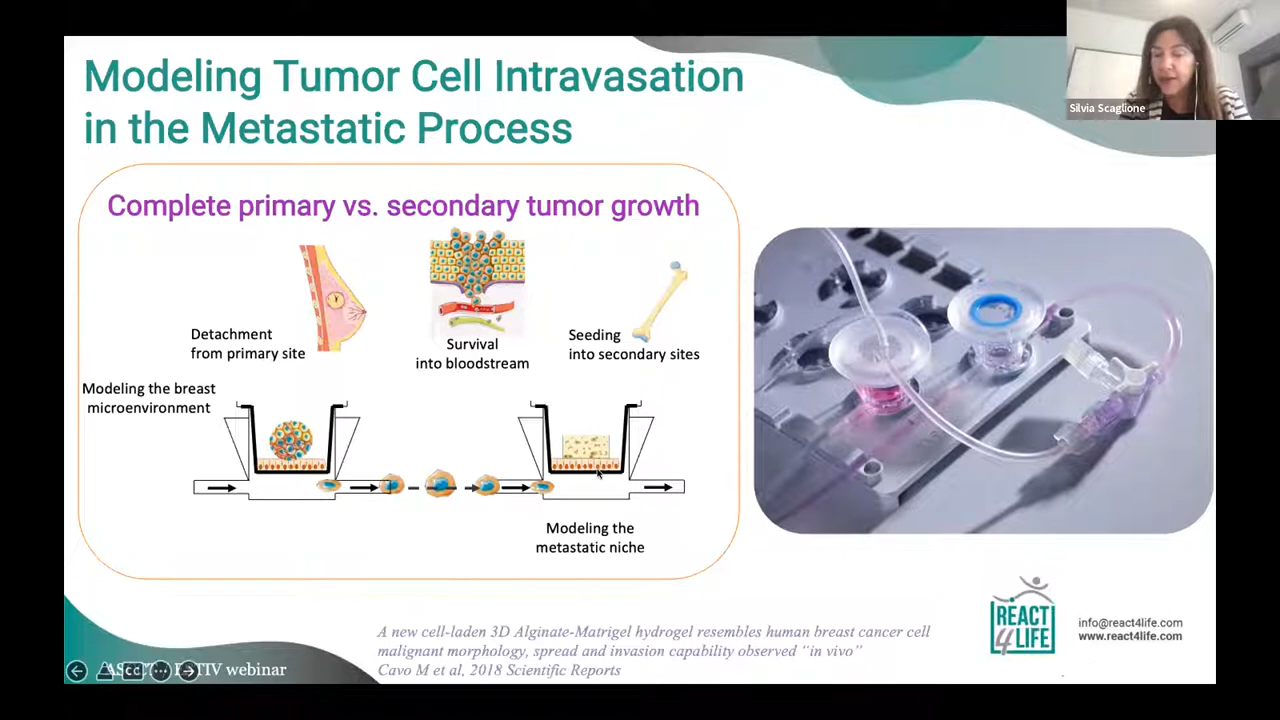 Modeling Tumor Cell Intravasation
in the Metastatic Process
Silvia Scaglione
Complete primary vs. secondary tumor growth
Detachment
from primary site
Survival
into bloodstream
Seeding
into secondary sites
Modeling the breast
microenvironment
Modeling the
metastatic niche
A new cell-laden 3D Alginate-Matrigel hydrogel resembles human breast cancer cell
malignant morphology, spread and invasion capability observed “in vivo”
Cavo M et al, 2018 Scientific Reports
REACT
4LIFE
info@react4life.com
www.react4life.com
webinar